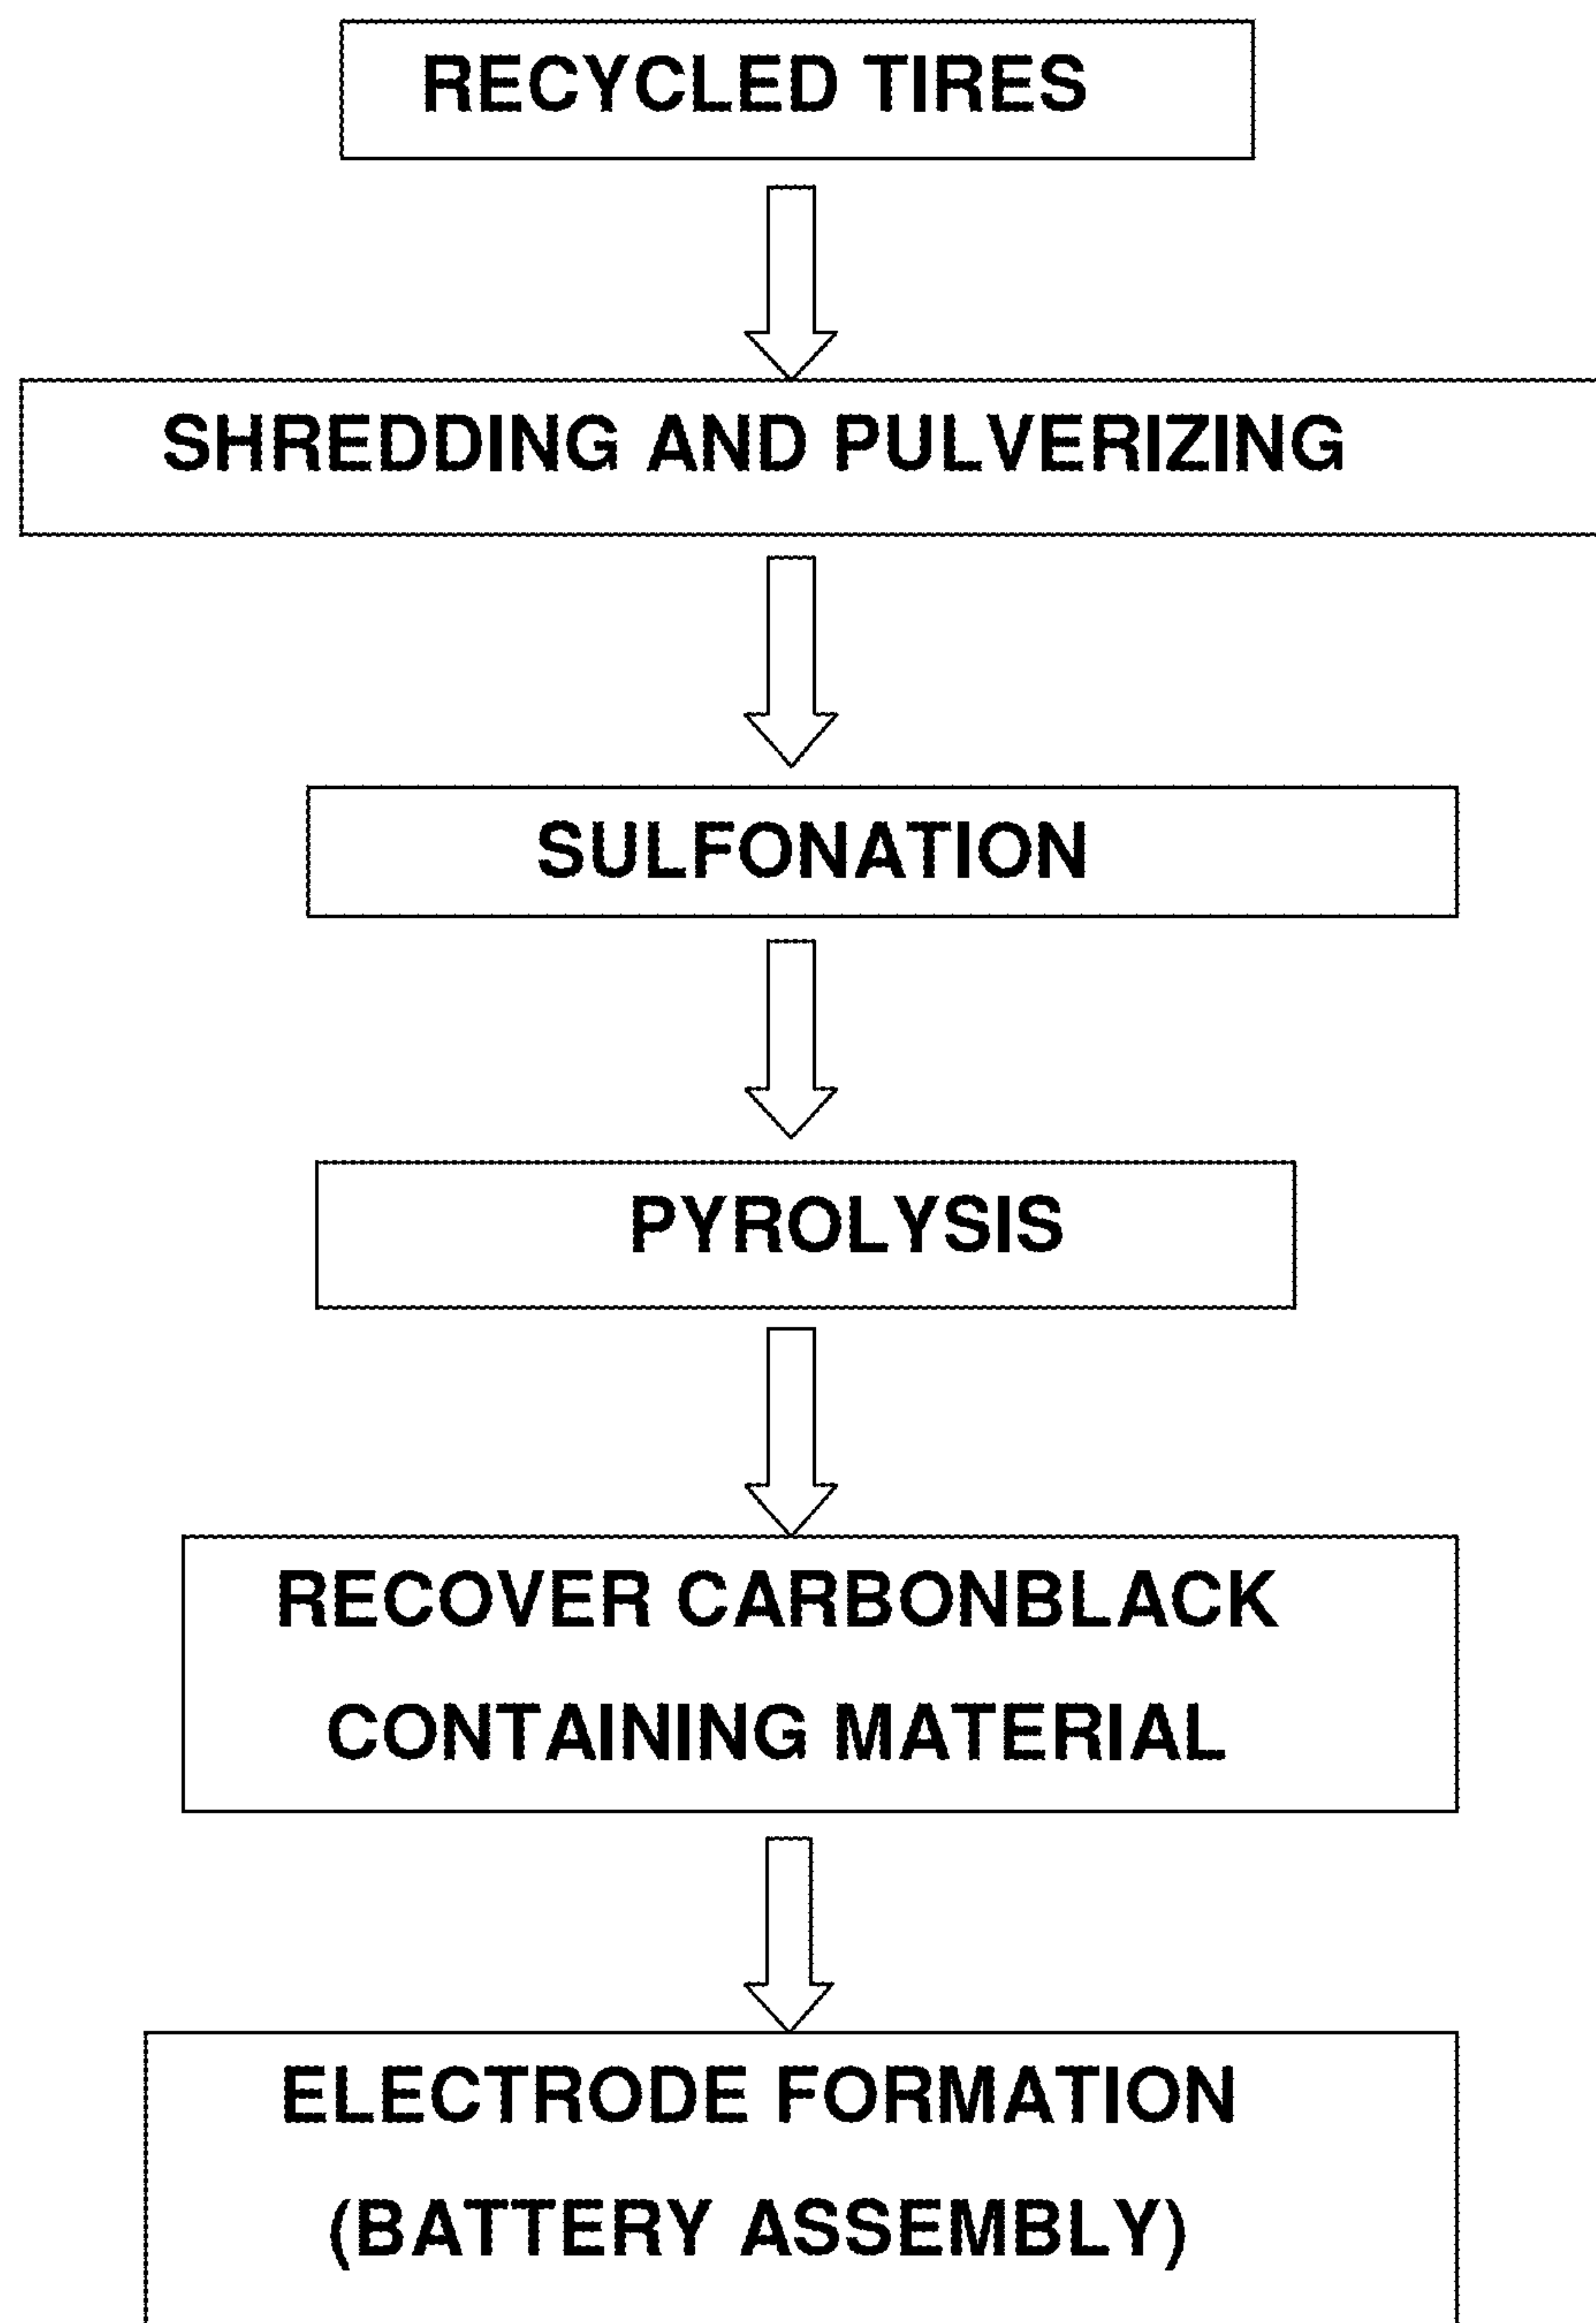 RECYCLED TIRES
SHREDDING AND PULVERIZING
SULFONATION
PYROLYSIS
RECOVER CARBONBLACK
CONTAINING MATERIAL
ELECTRODE FORMATION
(BATTERY ASSEMBLY)